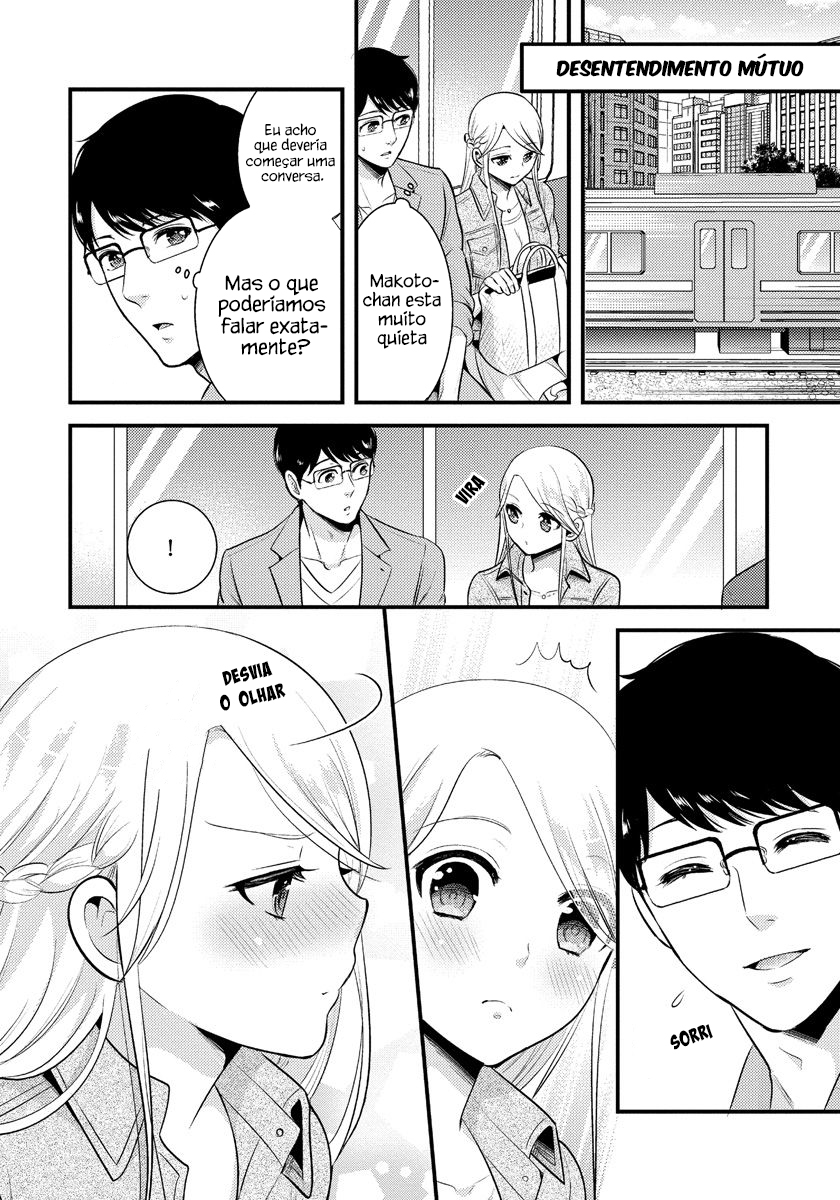 DESENTENDIMENTO MÚTUO
Makoto-
chan esta
muito
quieta
Eu acho
que devería
começar uma
conversa.
Mas o que
poderíamos
falar exata-
mente?
VIRA
!
SORRI
DESVIA
O OLHAR